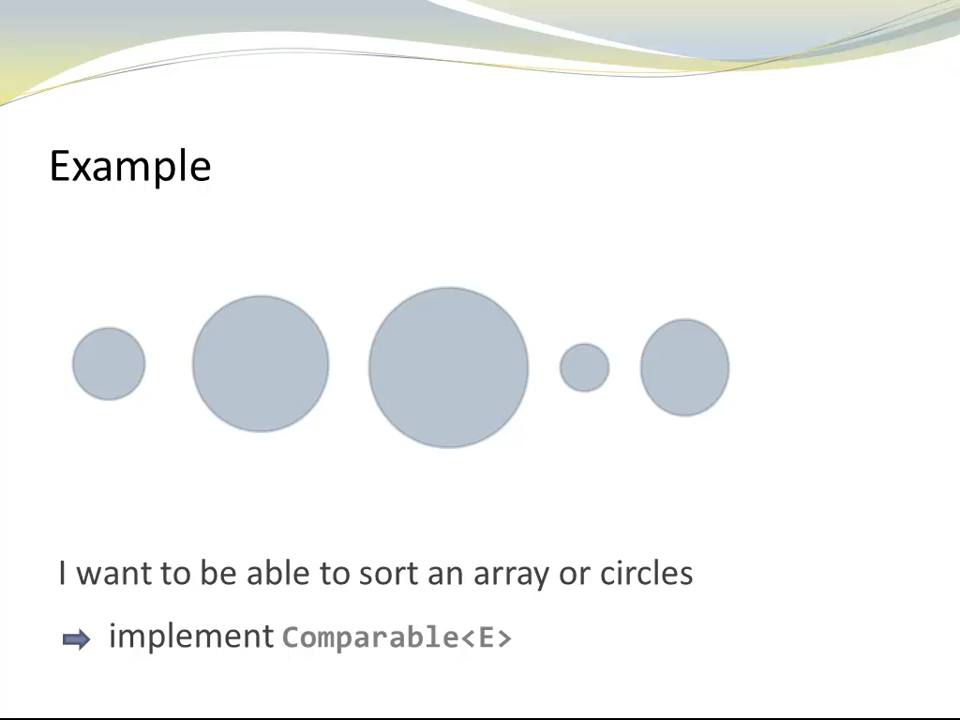 Example
I want to be able to sort an array or circles
implement Comparable<E>